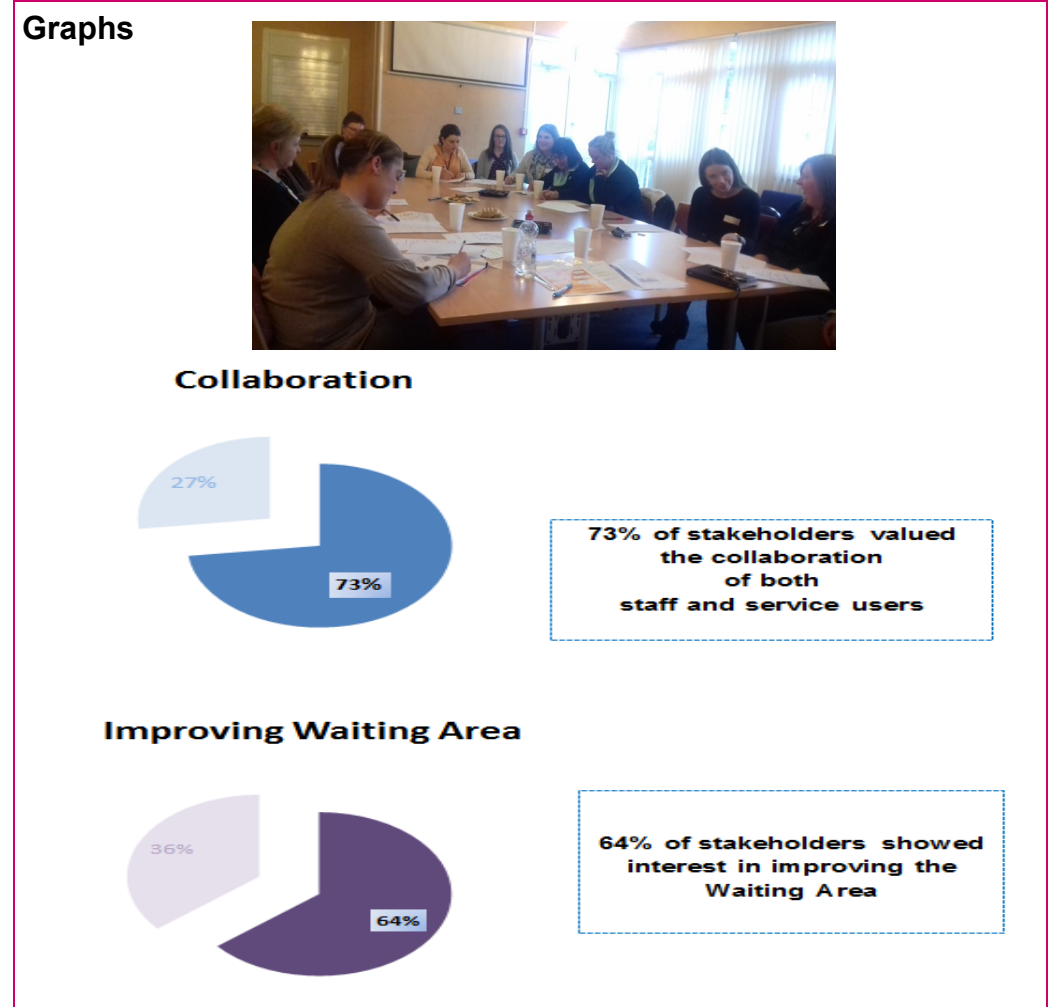 Graphs
Collaboration
27%
73%
73% of stakeholders valued
the collaboration
of both
staff and service users
Improving Waiting Area
36%
64%
64% of stakeholders showed
interest in improving the
Waiting Area